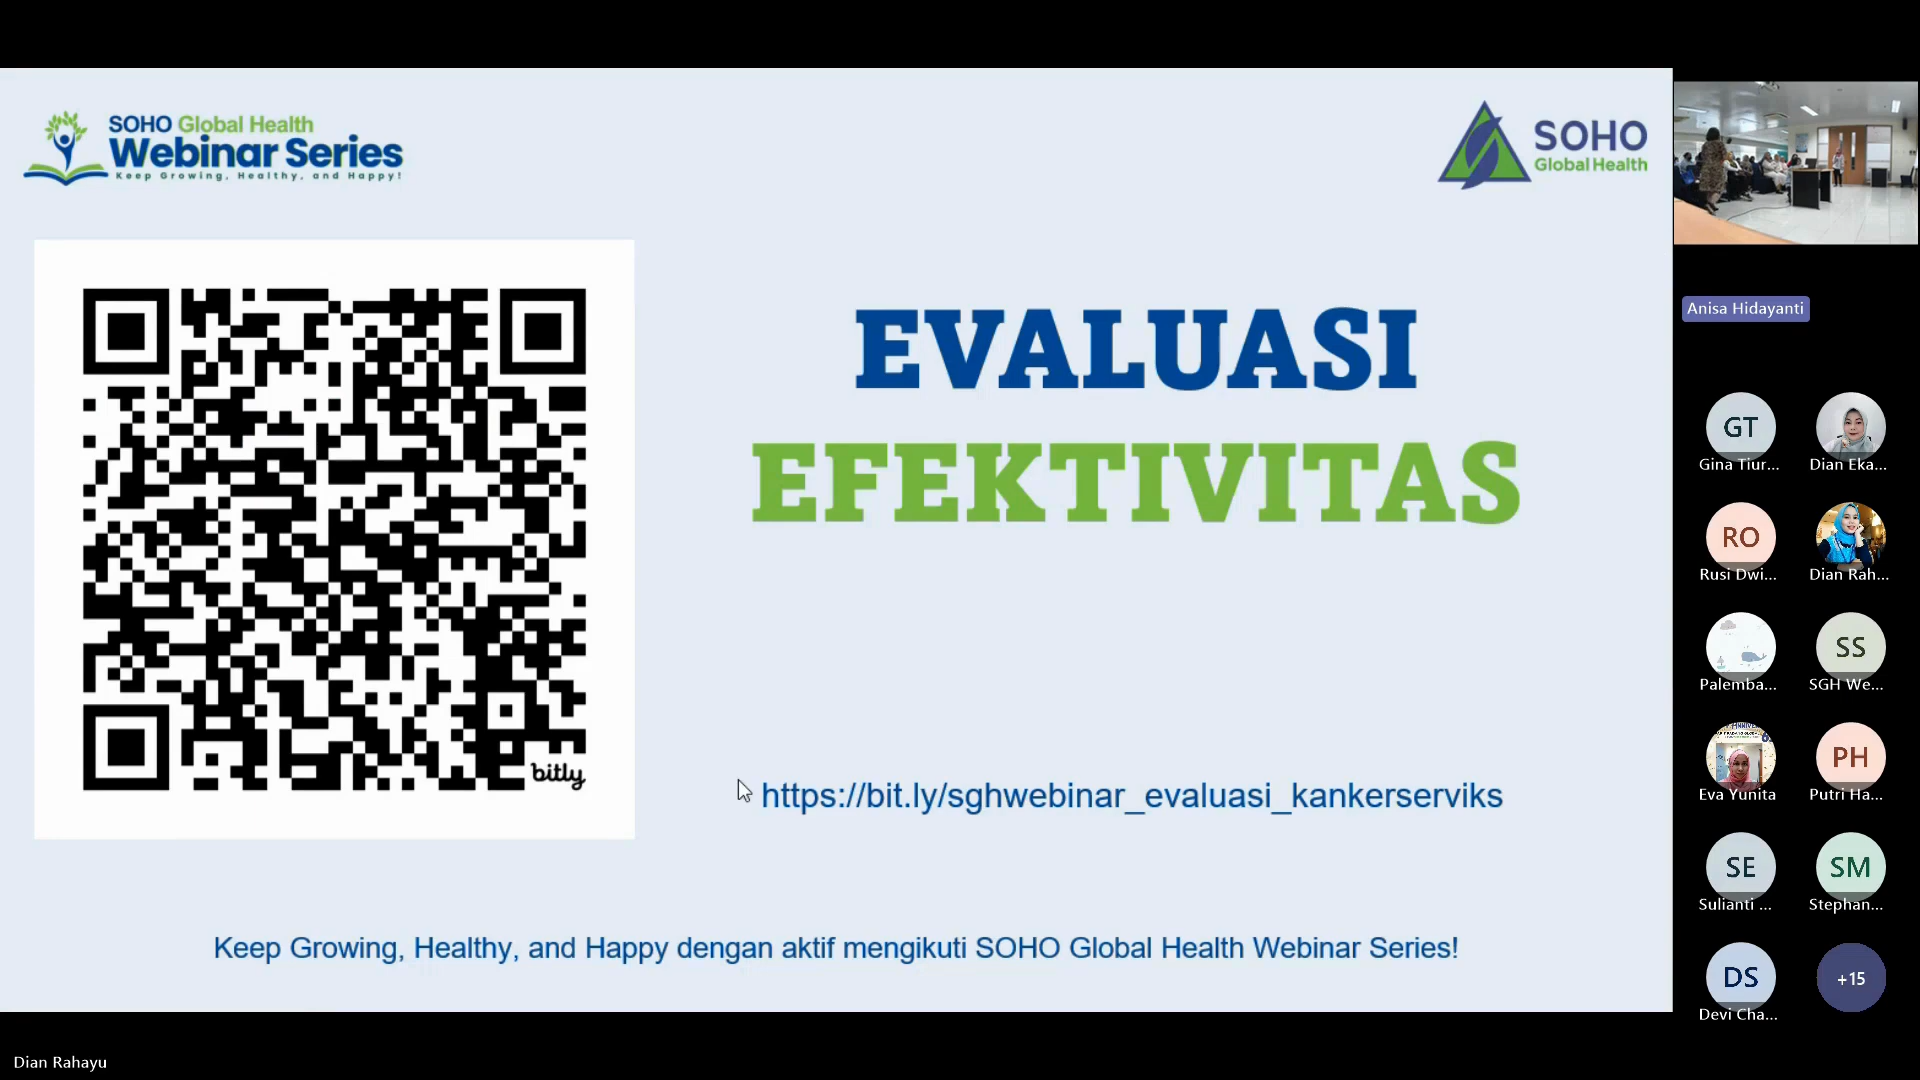 SOHO Global Health
Webinar Series
Keep Growing, Healthy, and Happy!
SOHO
Global Health
EVALUASI
EFEKTIVITAS
bitly
https://bit.ly/sghwebinar_evaluasi_kankerserviks
Keep Growing, Healthy, and Happy dengan aktif mengikuti SOHO Global Health Webinar Series!
Anisa Hidayanti
GT
Gina Tiur...
Dian Eka...
RO
Rusi Dwi...
Dian Rah...
Palemba...
SS
SGH We...
Eva Yunita
PH
Putri Ha...
SE
Sulianti ...
SM
Stephan...
DS
Devi Cha...
+15
Dian Rahayu